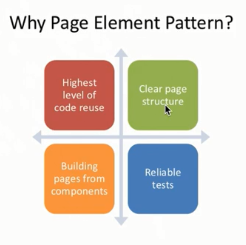 Why Page Element Pattern?
Highest
level of
code reuse
Clear page
structure
Building
pages from
components
Reliable
tests